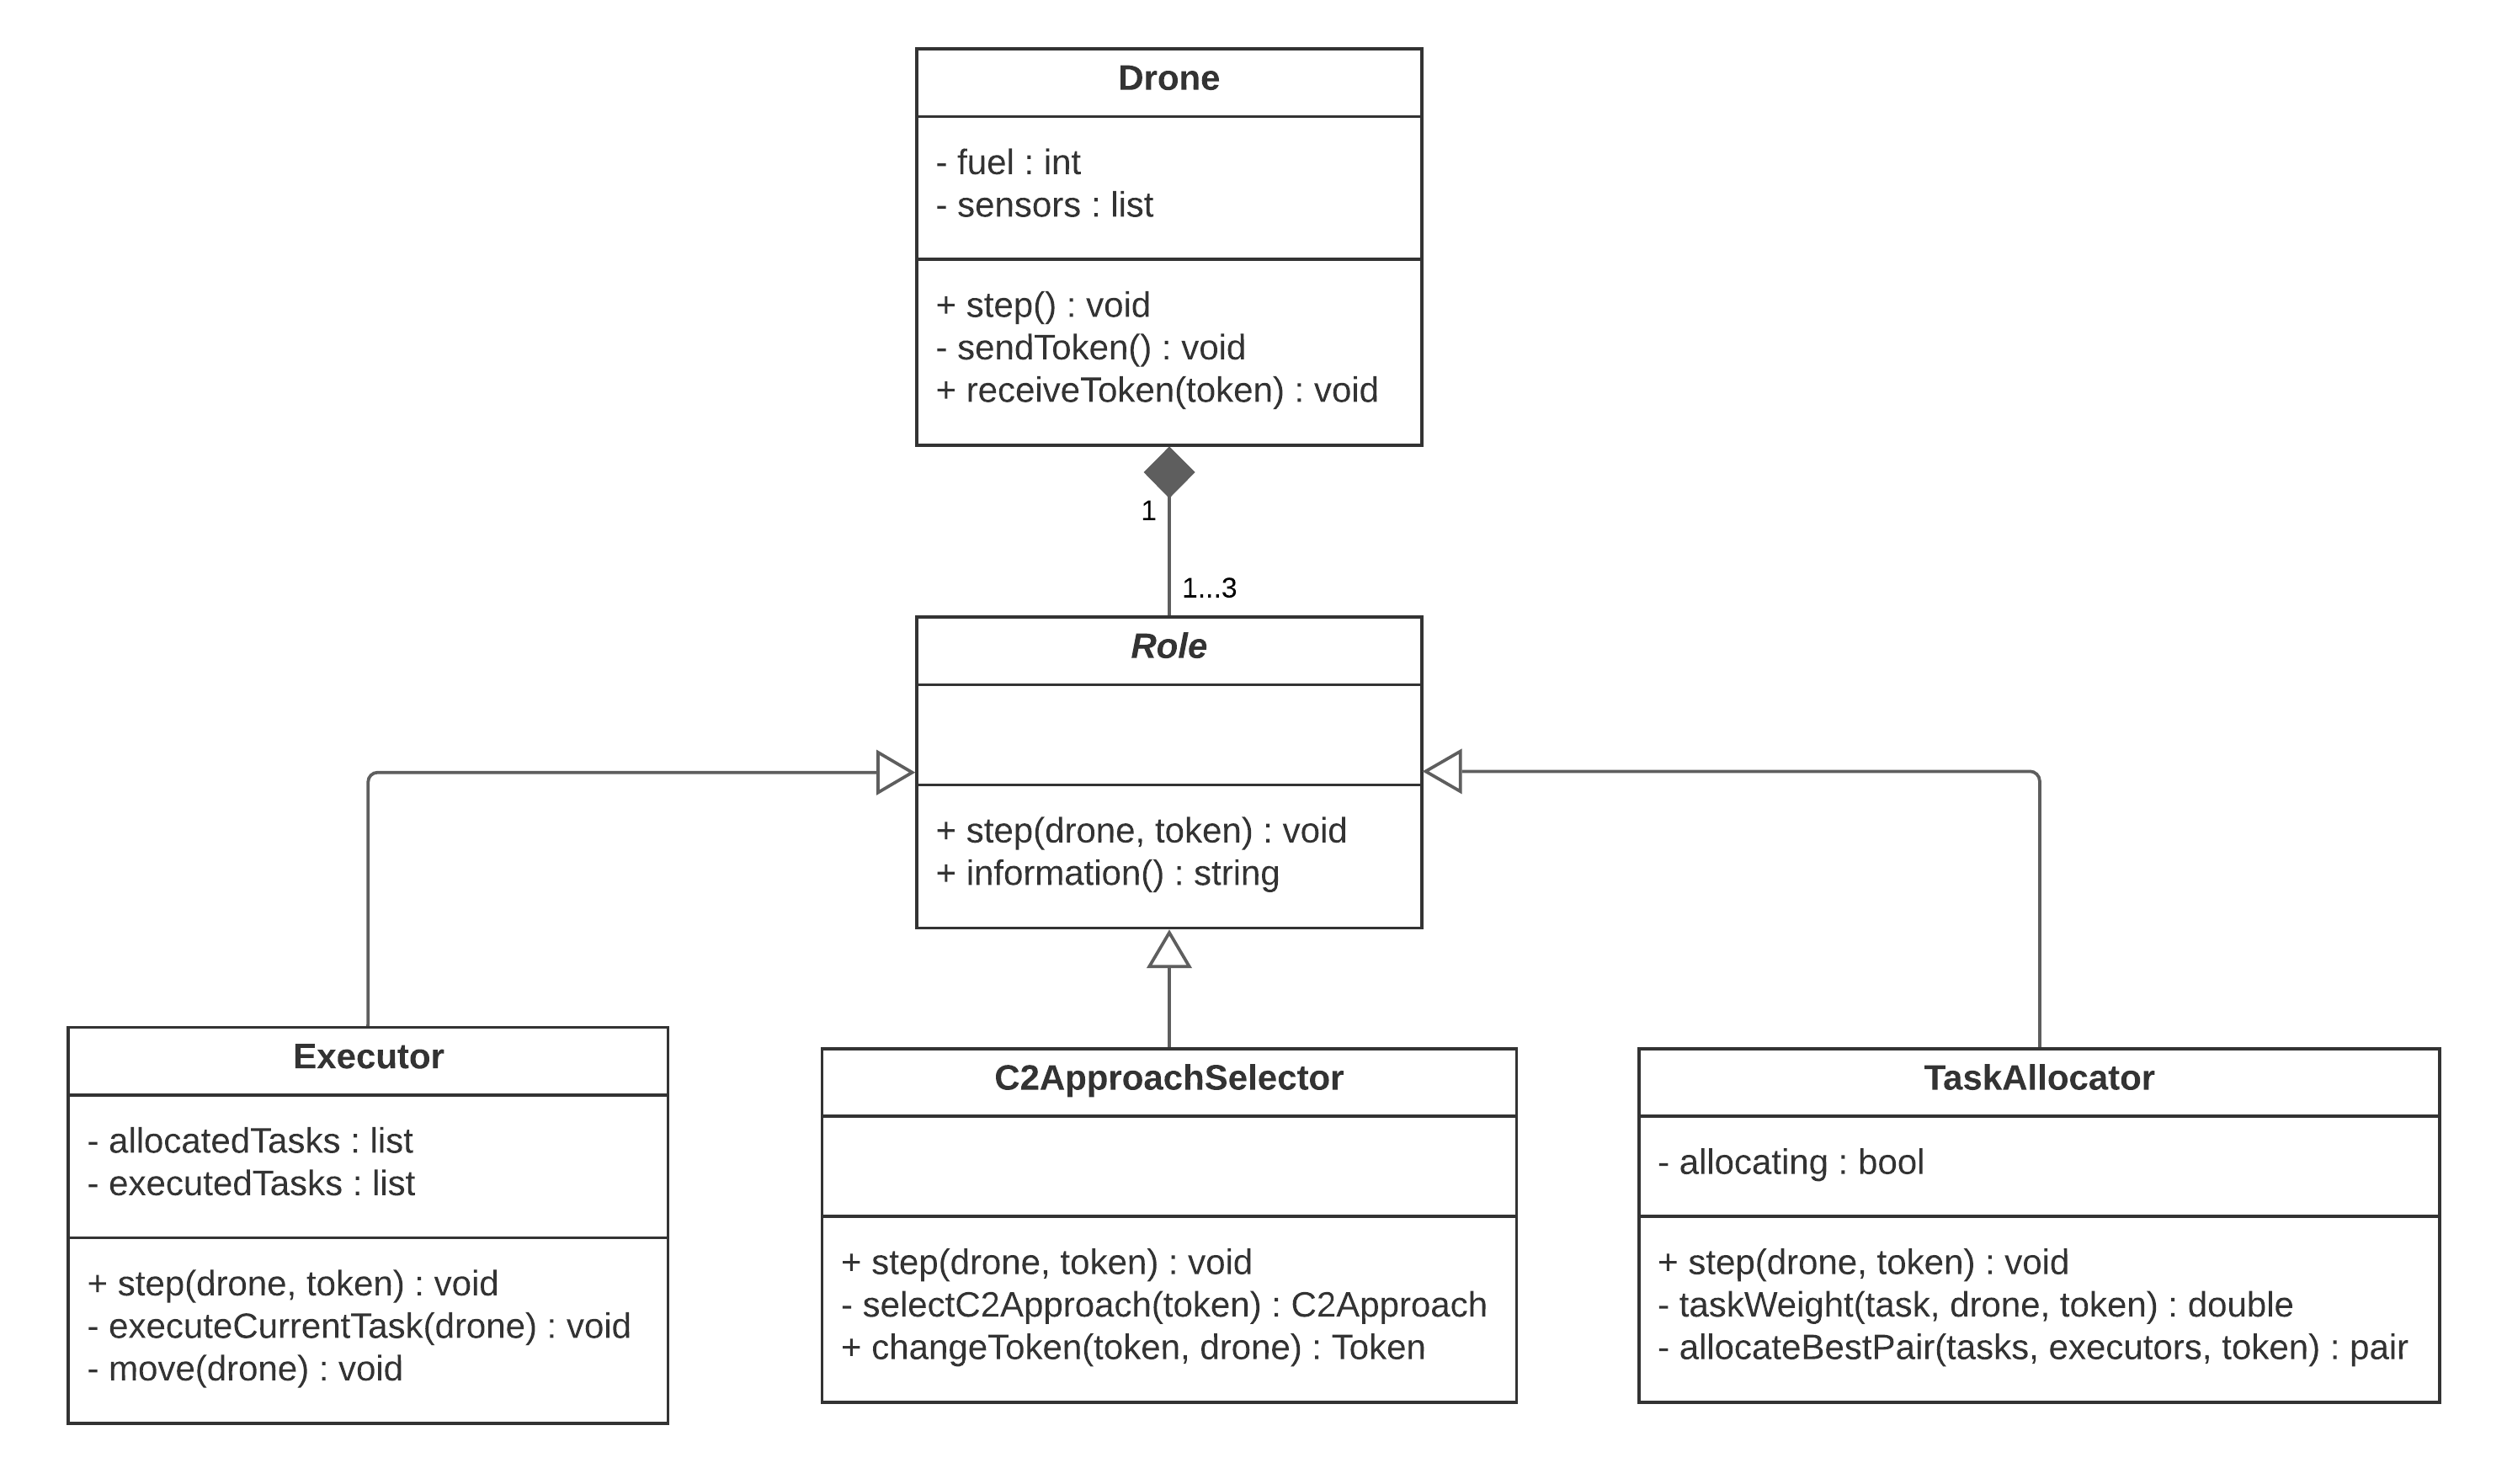 Drone
- fuel : int
- sensors : list
+ step() : void
- sendToken() : void
+ receiveToken(token) : void
1
1...3
Role
+ step(drone, token) : void
+ information() : string
Executor
- allocatedTasks : list
- executedTasks : list
+ step(drone, token) : void
- executeCurrentTask(drone) : void
- move(drone) : void
C2ApproachSelector
+ step(drone, token) : void
- selectC2Approach(token) : C2Approach
+ changeToken(token, drone) : Token
TaskAllocator
- allocating : bool
+ step(drone, token) : void
- taskWeight(task, drone, token) : double
- allocateBestPair(tasks, executors, token) : pair